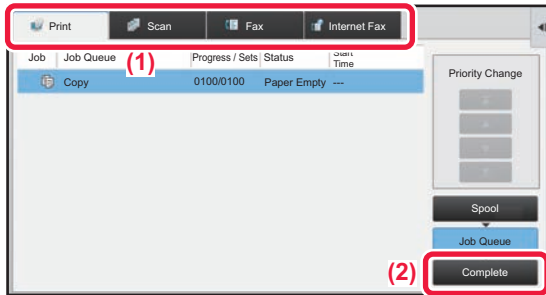 Print Scan Fax Internet Fax
Job Job Queue (1) Progress / Sets Status Start Time
Copy 0100/0100 Paper Empty ---
Priority Change
Spool
Job Queue
(2) Complete